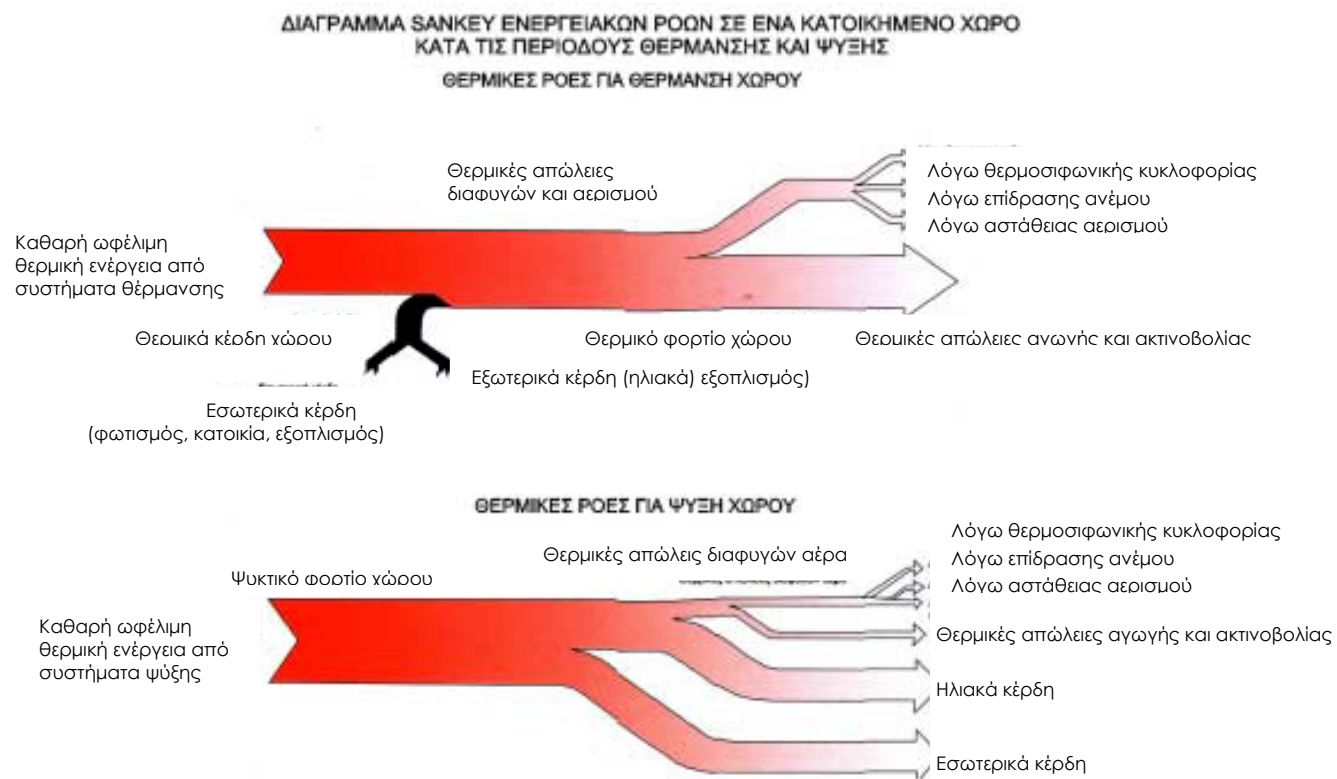 ΔΙΑΓΡΑΜΜΑ SANKEY ΕΝΕΡΓΕΙΑΚΩΝ ΡΟΩΝ ΣΕ ΕΝΑ ΚΑΤΟΙΚΗΜΕΝΟ ΧΩΡΟ
ΚΑΤΑ ΤΙΣ ΠΕΡΙΟΔΟΥΣ ΘΕΡΜΑΝΣΗΣ ΚΑΙ ΨΥΞΗΣ
ΘΕΡΜΙΚΕΣ ΡΟΕΣ ΓΙΑ ΘΕΡΜΑΝΣΗ ΧΩΡΟΥ
Θερμικές απώλειες
διαφυγών και αερισμού
Λόγω θερμοσιφωνικής κυκλοφορίας
Λόγω επίδρασης ανέμου
Λόγω αστάθειας αερισμού
Καθαρή ωφέλιμη
θερμική ενέργεια από
συστήματα θέρμανσης
Θερμικά κέρδη χώρου
Θερμικό φορτίο χώρου
Θερμικές απώλειες αγωγής και ακτινοβολίας
Εξωτερικά κέρδη (ηλιακά) εξοπλισμός)
Εσωτερικά κέρδη
(φωτισμός, κατοικία, εξοπλισμός)
ΘΕΡΜΙΚΕΣ ΡΟΕΣ ΓΙΑ ΨΥΞΗ ΧΩΡΟΥ
Θερμικές απώλεις διαφυγών αέρα
Λόγω θερμοσιφωνικής κυκλοφορίας
Λόγω επίδρασης ανέμου
Λόγω αστάθειας αερισμού
Ψυκτικό φορτίο χώρου
Καθαρή ωφέλιμη
θερμική ενέργεια από
συστήματα ψύξης
Θερμικές απώλειες αγωγής και ακτινοβολίας
Ηλιακά κέρδη
Εσωτερικά κέρδη